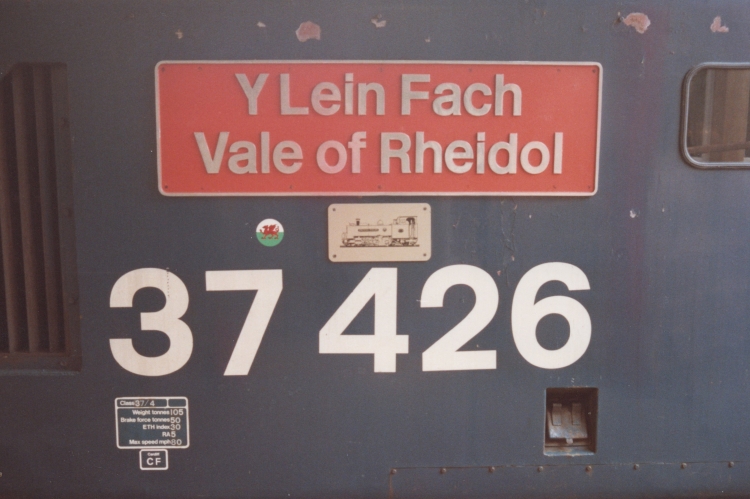 Y Lein Fach
Vale of Rheidol
37 426
Class 37/4
Weight tonnes 105
Brake force tonnes 50
ETH index 30
RA 5
Max speed mph 80
Cardiff
CF